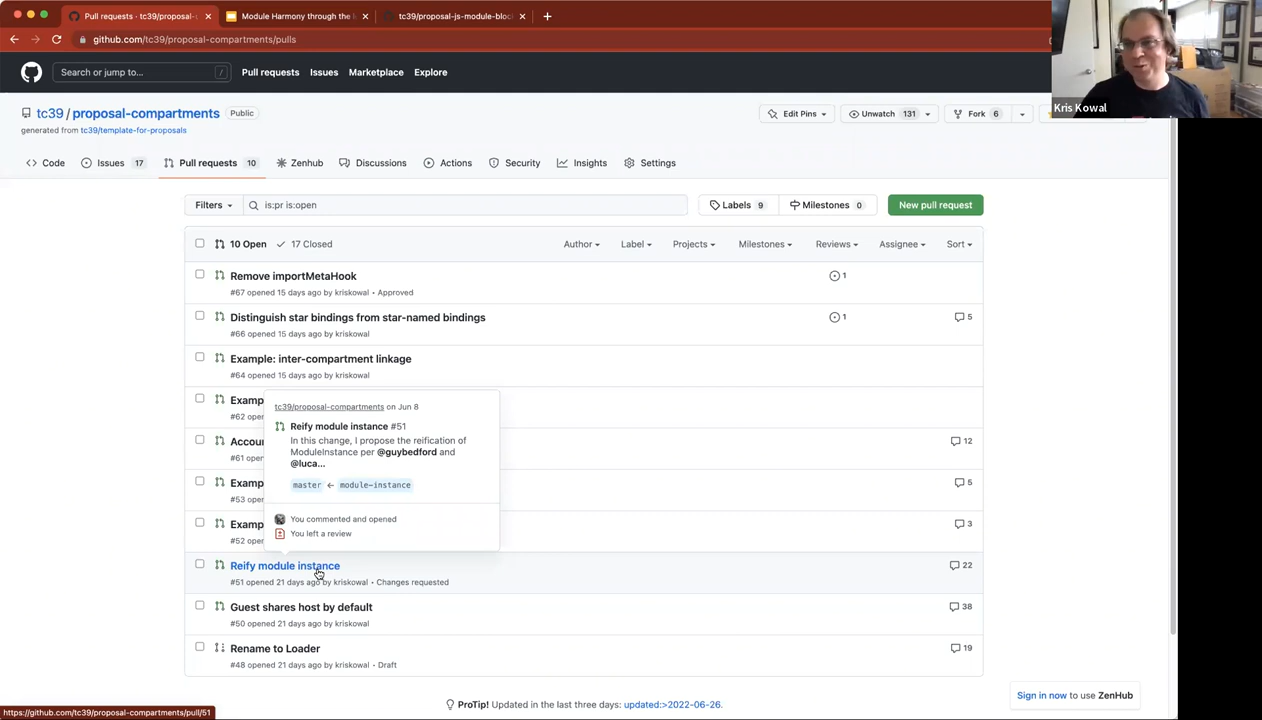 Pull requests · tc39/proposal-
Module Harmony through the l
tc39/proposal-js-module-bloc
github.com/tc39/proposal-compartments/pulls
Search or jump to...
/
Pull requests
Issues
Marketplace
Explore
Kris Kowal
tc39 / proposal-compartments
Public
generated from tc39/template-for-proposals
Edit Pins
Unwatch 131
Fork 6
Code
Issues 17
Pull requests 10
Zenhub
Discussions
Actions
Security
Insights
Settings
Filters
is:pr is:open
Labels 9
Milestones 0
New pull request
10 Open
17 Closed
Author
Label
Projects
Milestones
Reviews
Assignee
Sort
Remove importMetaHook
1
#67 opened 15 days ago by kriskowal • Approved
Distinguish star bindings from star-named bindings
1
5
#66 opened 15 days ago by kriskowal
Example: inter-compartment linkage
#64 opened 15 days ago by kriskowal
Examp
#62 open
Accour
12
#61 open
Examp
5
#53 open
Examp
3
#52 open
tc39/proposal-compartments on Jun 8
Reify module instance #51
In this change, I propose the reification of
ModuleInstance per @guybedford and
@luca...
master ← module-instance
You commented and opened
You left a review
Reify module instance
22
#51 opened 21 days ago by kriskowal • Changes requested
Guest shares host by default
38
#50 opened 21 days ago by kriskowal
Rename to Loader
19
#48 opened 21 days ago by kriskowal • Draft
Sign in now to use ZenHub
ProTip! Updated in the last three days: updated:>2022-06-26.
https://github.com/tc39/proposal-compartments/pull/51